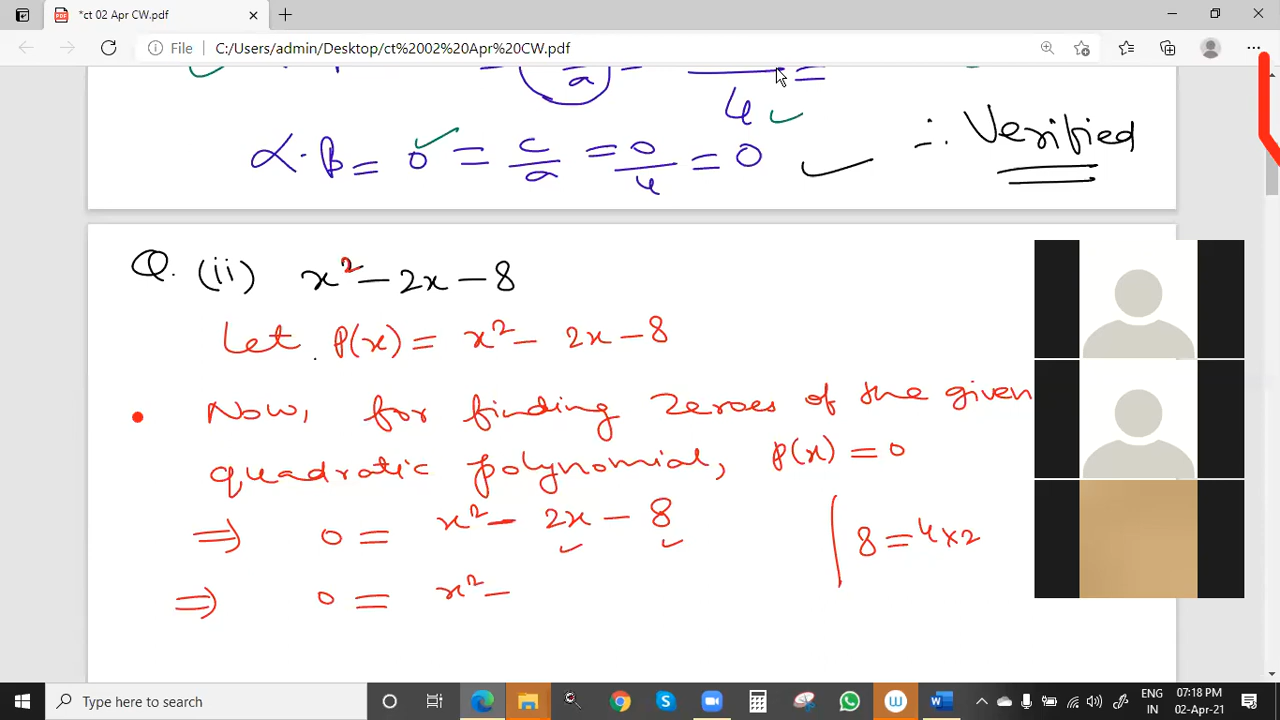 *ct 02 Apr CW.pdf
File C:/Users/admin/Desktop/ct%2002%20Apr%20CW.pdf
a
4
α·β = 0 = c/a = 0/4 = 0
∴ Verified
Q. (ii) x² - 2x - 8
Let P(x) = x² - 2x - 8
• Now, for finding zeroes of the given
quadratic polynomial, P(x) = 0
⇒ 0 = x² - 2x - 8
8 = 4×2
⇒ 0 = x² -
Type here to search
ENG
IN
07:18 PM
02-Apr-21